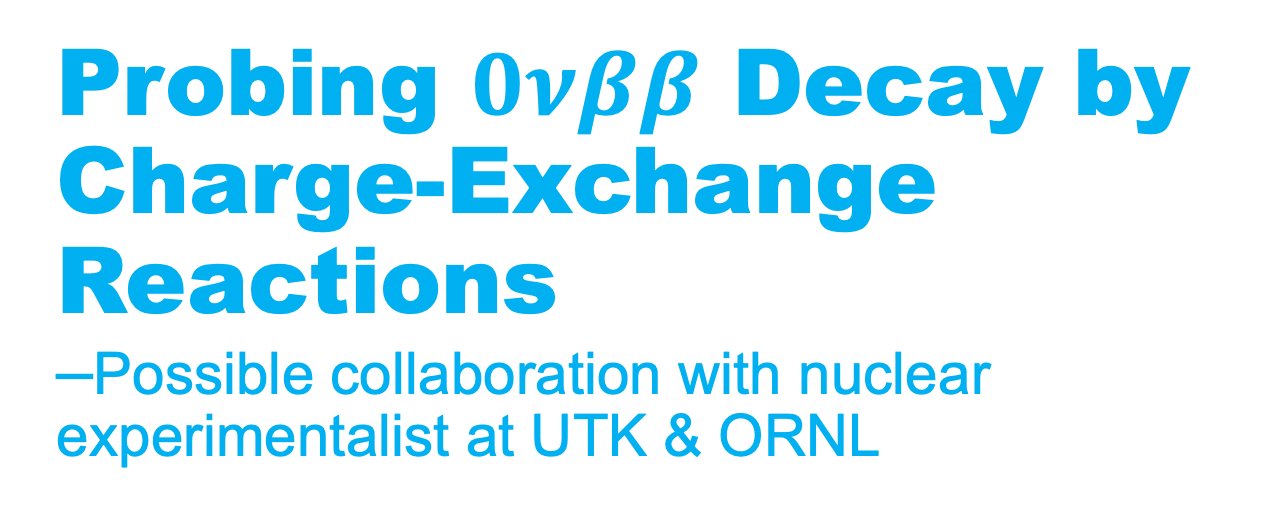 Probing 0𝜈𝛽𝛽 Decay by
Charge-Exchange
Reactions
–Possible collaboration with nuclear
experimentalist at UTK & ORNL